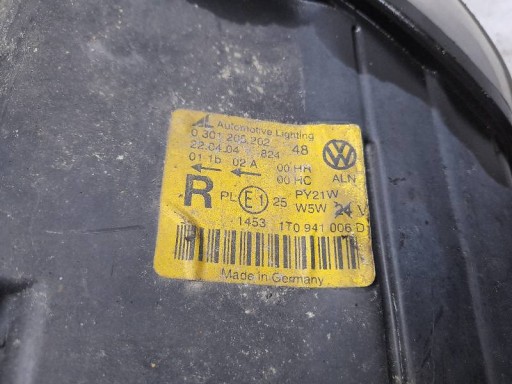 AL Automotive Lighting
0 301 205 202 48
22.04.04 824
01 1b 02 A 00 HR ALN
00 HC
R PL E1 25 PY21W
W5W 24 V
1453 1T0 941 006 D
Made in Germany